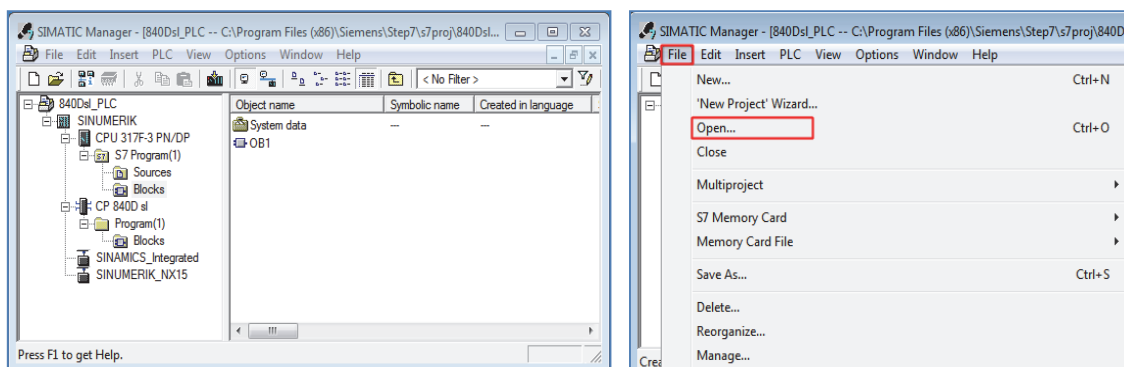 SIMATIC Manager - [840Dsl_PLC -- C:\Program Files (x86)\Siemens\Step7\s7proj\840Dsl...
File Edit Insert PLC View Options Window Help
< No Filter >
840Dsl_PLC
SINUMERIK
CPU 317F-3 PN/DP
S7 Program(1)
Sources
Blocks
CP 840D sl
Program(1)
Blocks
SINAMICS_Integrated
SINUMERIK_NX15
Object name Symbolic name Created in language
System data --- ---
OB1
Press F1 to get Help.
SIMATIC Manager - [840Dsl_PLC -- C:\Program Files (x86)\Siemens\Step7\s7proj\840D
File Edit Insert PLC View Options Window Help
New... Ctrl+N
'New Project' Wizard...
Open... Ctrl+O
Close
Multiproject
S7 Memory Card
Memory Card File
Save As... Ctrl+S
Delete...
Reorganize...
Manage...
Crea